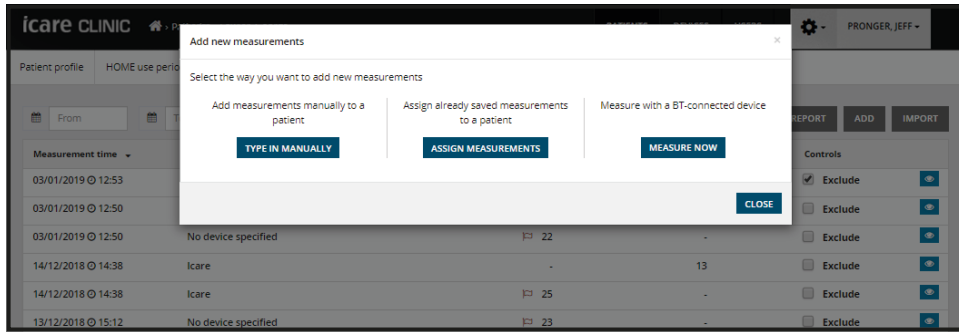 icare CLINIC
PRONGER, JEFF
Add new measurements ×
Patient profile HOME use perio
Select the way you want to add new measurements
Add measurements manually to a patient
TYPE IN MANUALLY
Assign already saved measurements to a patient
ASSIGN MEASUREMENTS
Measure with a BT-connected device
MEASURE NOW
CLOSE
From
REPORT ADD IMPORT
Measurement time Controls
03/01/2019 12:53 Exclude
03/01/2019 12:50 Exclude
03/01/2019 12:50 No device specified 22 - Exclude
14/12/2018 14:38 Icare - 13 Exclude
14/12/2018 14:38 Icare 25 - Exclude
13/12/2018 15:12 No device specified 23 - Exclude